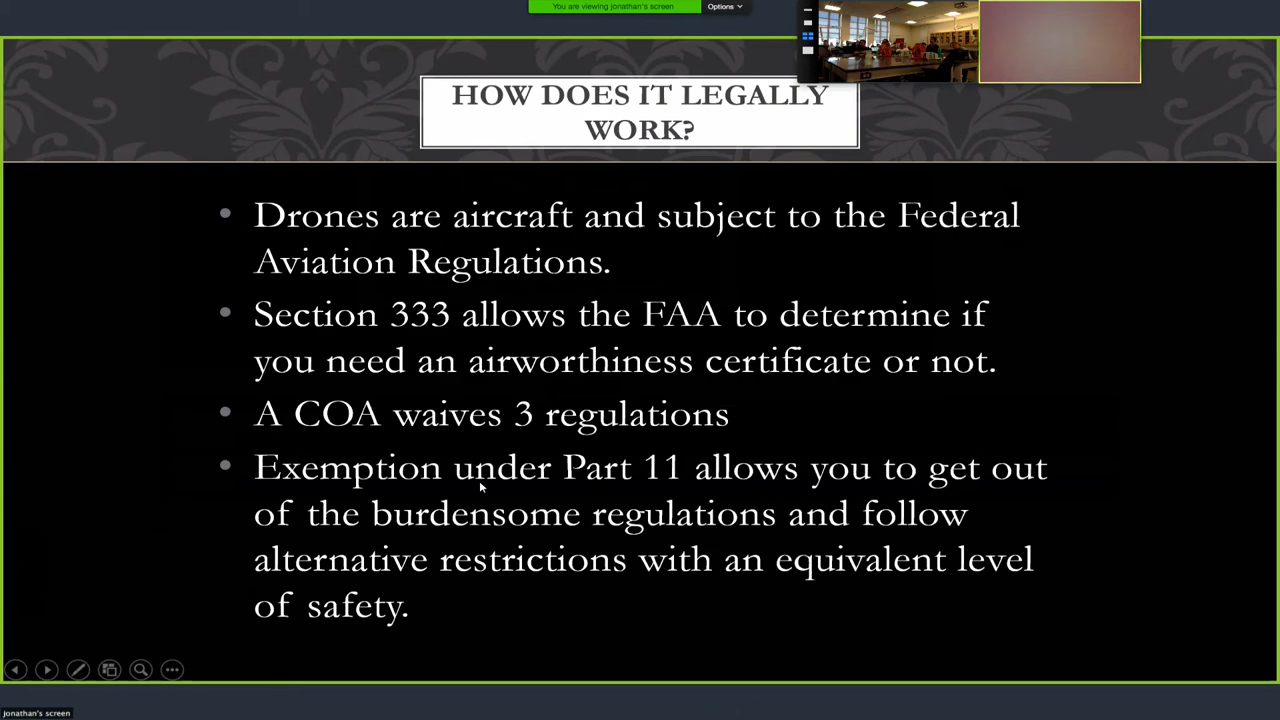 You are viewing jonathan's screen
Options
HOW DOES IT LEGALLY
WORK?
• Drones are aircraft and subject to the Federal
Aviation Regulations.
• Section 333 allows the FAA to determine if
you need an airworthiness certificate or not.
• A COA waives 3 regulations
• Exemption under Part 11 allows you to get out
of the burdensome regulations and follow
alternative restrictions with an equivalent level
of safety.
jonathan's screen